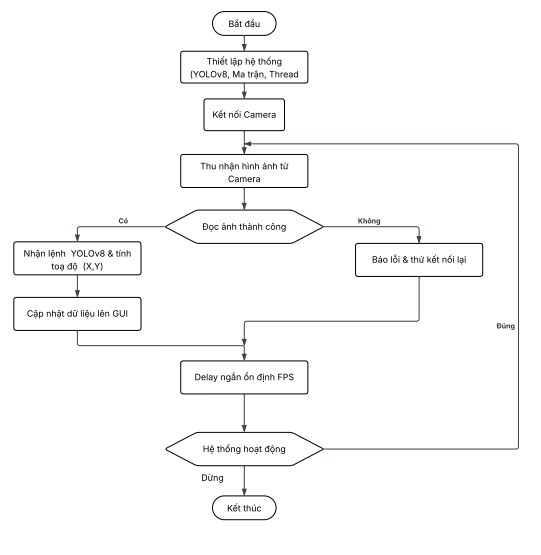 Bắt đầu
Thiết lập hệ thống
(YOLOv8, Ma trận, Thread
Kết nối Camera
Thu nhận hình ảnh từ
Camera
Đọc ảnh thành công
Có
Không
Nhận lệnh YOLOv8 & tính
toạ độ (X,Y)
Báo lỗi & thử kết nối lại
Cập nhật dữ liệu lên GUI
Đúng
Delay ngắn ổn định FPS
Hệ thống hoạt động
Dừng
Kết thúc